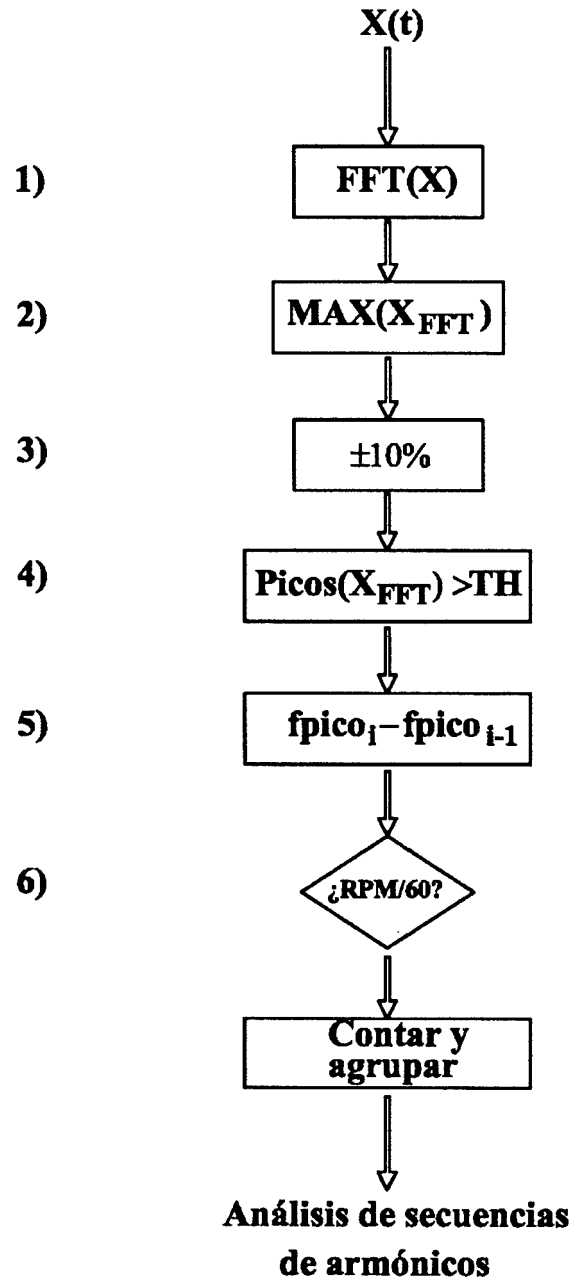 X(t)
1) FFT(X)
2) MAX(X_FFT)
3) ±10%
4) Picos(X_FFT) >TH
5) fpico_i−fpico_i-1
6) ¿RPM/60?
Contar y
agrupar
Análisis de secuencias
de armónicos